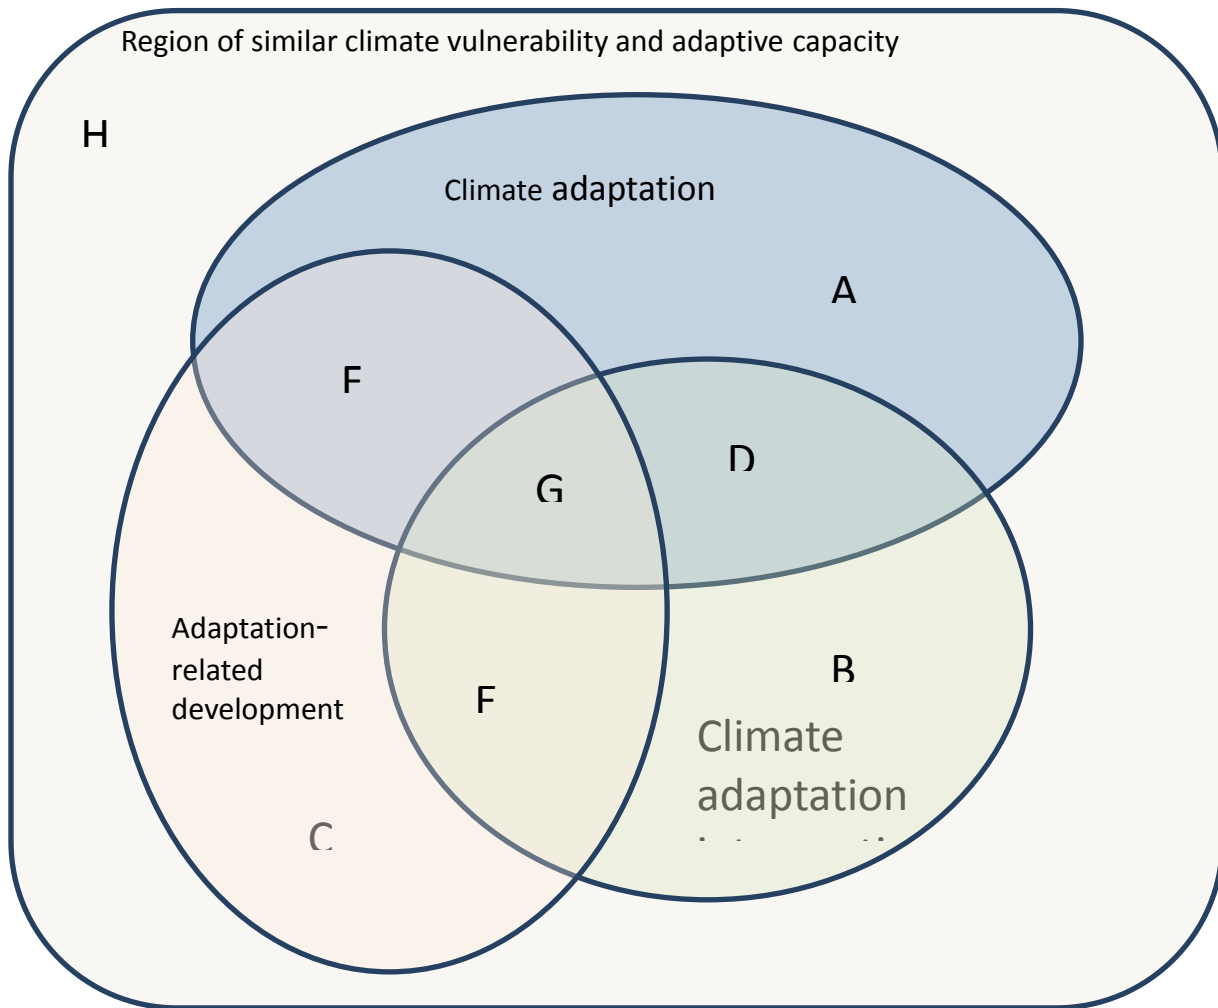 Region of similar climate vulnerability and adaptive capacity
H
Climate adaptation
A
F
D
G
Adaptation-
related
development
B
F
Climate
adaptation
C